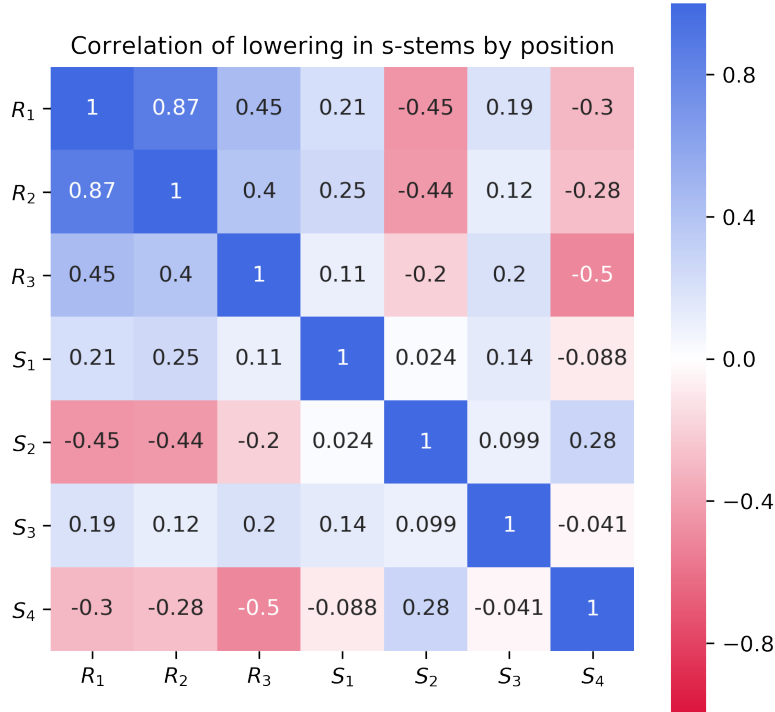 Correlation of lowering in s-stems by position
R₁ 1 0.87 0.45 0.21 -0.45 0.19 -0.3
R₂ 0.87 1 0.4 0.25 -0.44 0.12 -0.28
R₃ 0.45 0.4 1 0.11 -0.2 0.2 -0.5
S₁ 0.21 0.25 0.11 1 0.024 0.14 -0.088
S₂ -0.45 -0.44 -0.2 0.024 1 0.099 0.28
S₃ 0.19 0.12 0.2 0.14 0.099 1 -0.041
S₄ -0.3 -0.28 -0.5 -0.088 0.28 -0.041 1
R₁ R₂ R₃ S₁ S₂ S₃ S₄
0.8
0.4
0.0
−0.4
−0.8